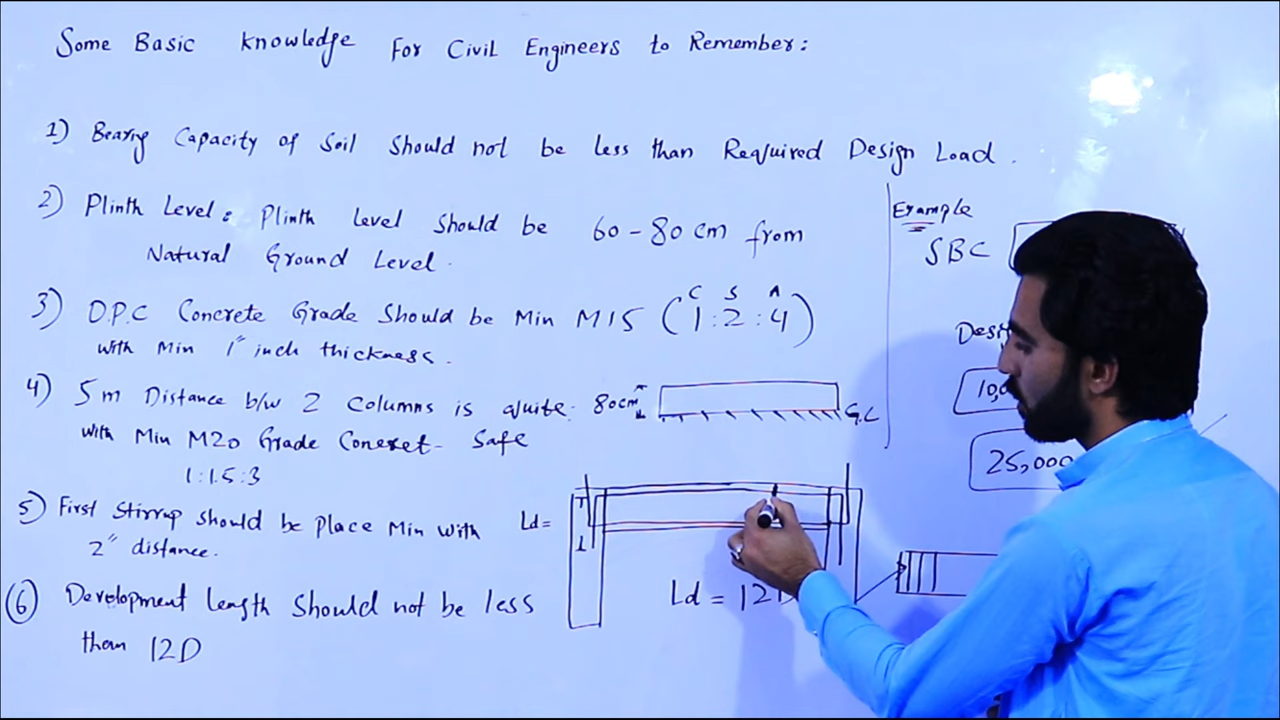 Some Basic Knowledge For Civil Engineers to Remember:
1) Bearing Capacity of Soil Should not be less than Required Design Load.
2) Plinth Level: Plinth level should be 60-80 cm from
Natural Ground Level.
3) D.P.C Concrete Grade Should be Min M15 (1:2:4)
C S A
with Min 1" inch thickness.
4) 5m Distance b/w 2 Columns is quite
with Min M20 Grade Concret- Safe
1:1.5:3
5) First Stirrup should be place Min with
2" distance.
6) Development length should not be less
than 12D
80cm
G.L
Ld=
Ld = 12
Example
SBC
10,
25,000